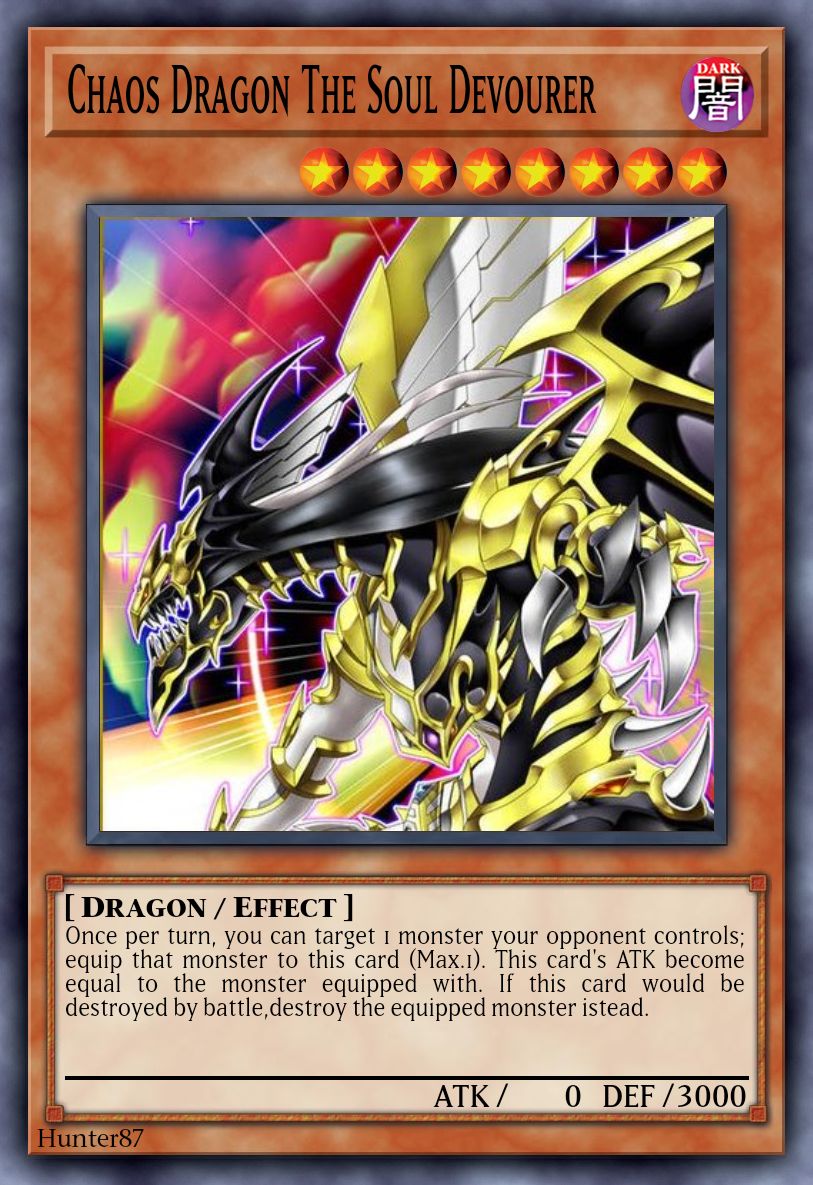 Chaos Dragon The Soul Devourer
DARK
闇
[ Dragon / Effect ]
Once per turn, you can target 1 monster your opponent controls;
equip that monster to this card (Max.1). This card's ATK become
equal to the monster equipped with. If this card would be
destroyed by battle,destroy the equipped monster istead.
ATK / 0 DEF /3000
Hunter87